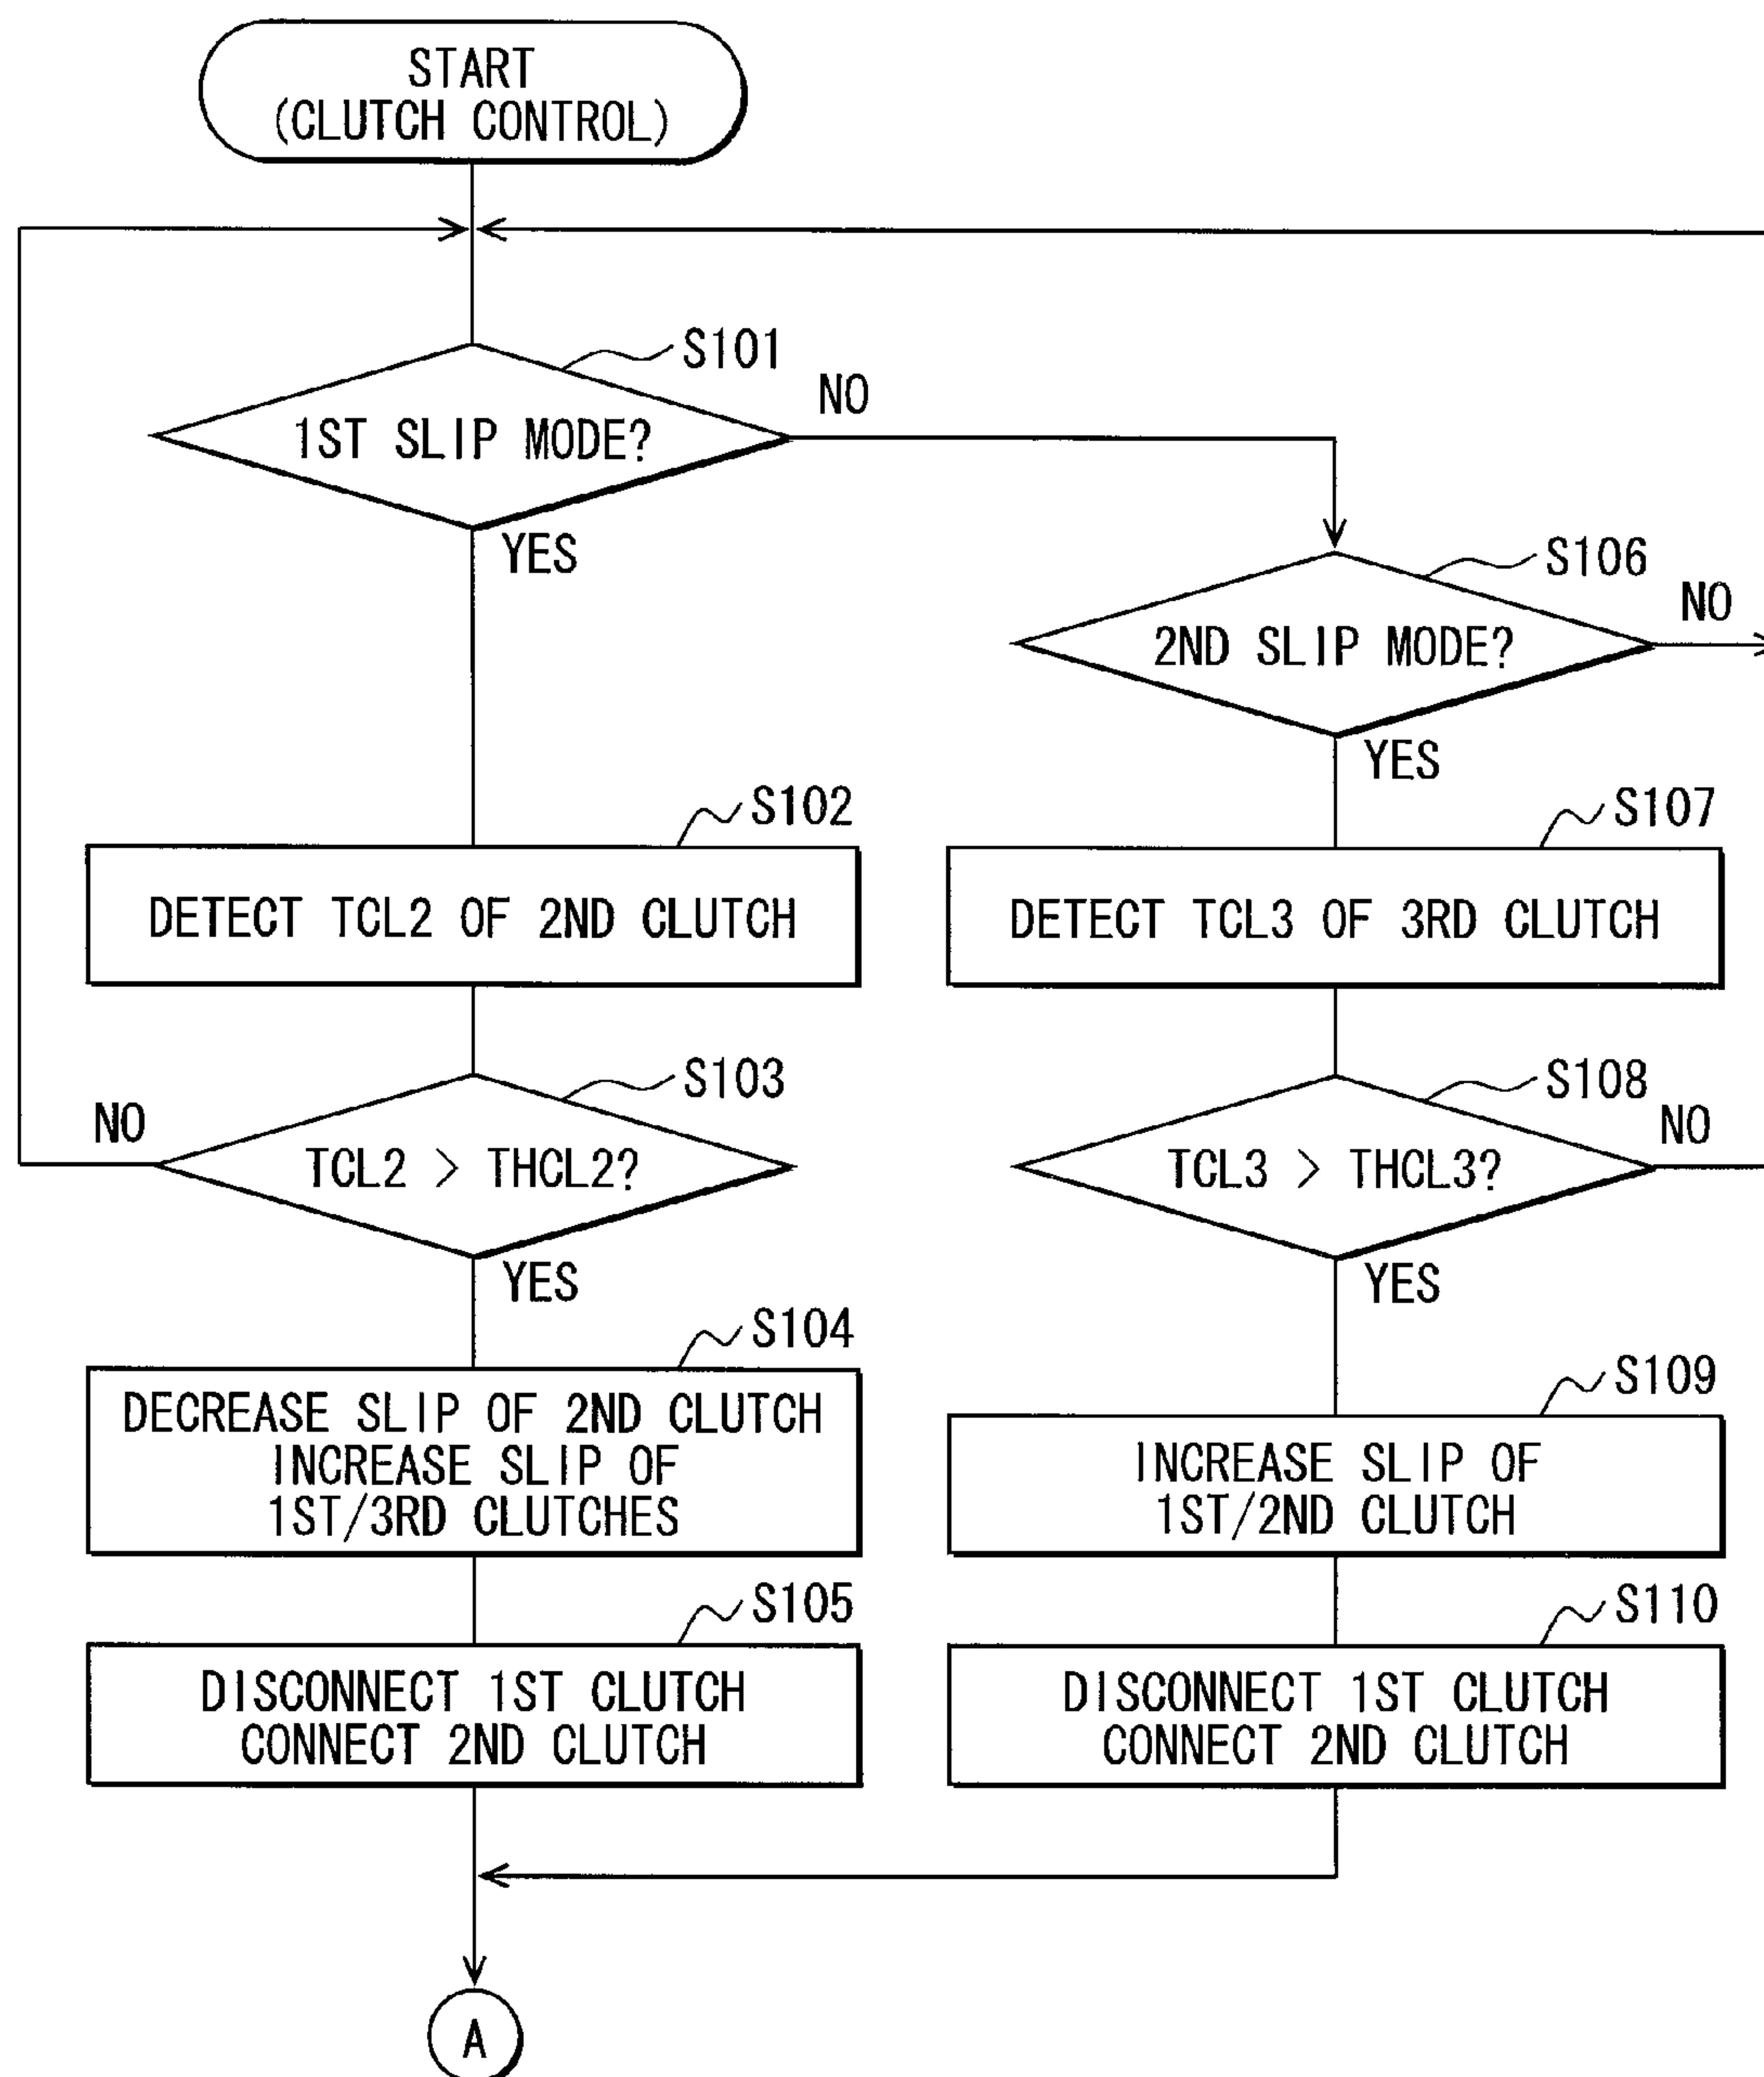 START
(CLUTCH CONTROL)
S101
1ST SLIP MODE?
NO
YES
S106
2ND SLIP MODE?
NO
YES
S102
DETECT TCL2 OF 2ND CLUTCH
S107
DETECT TCL3 OF 3RD CLUTCH
S103
TCL2 > THCL2?
NO
YES
S108
TCL3 > THCL3?
NO
YES
S104
DECREASE SLIP OF 2ND CLUTCH
INCREASE SLIP OF
1ST/3RD CLUTCHES
S109
INCREASE SLIP OF
1ST/2ND CLUTCH
S105
DISCONNECT 1ST CLUTCH
CONNECT 2ND CLUTCH
S110
DISCONNECT 1ST CLUTCH
CONNECT 2ND CLUTCH
A